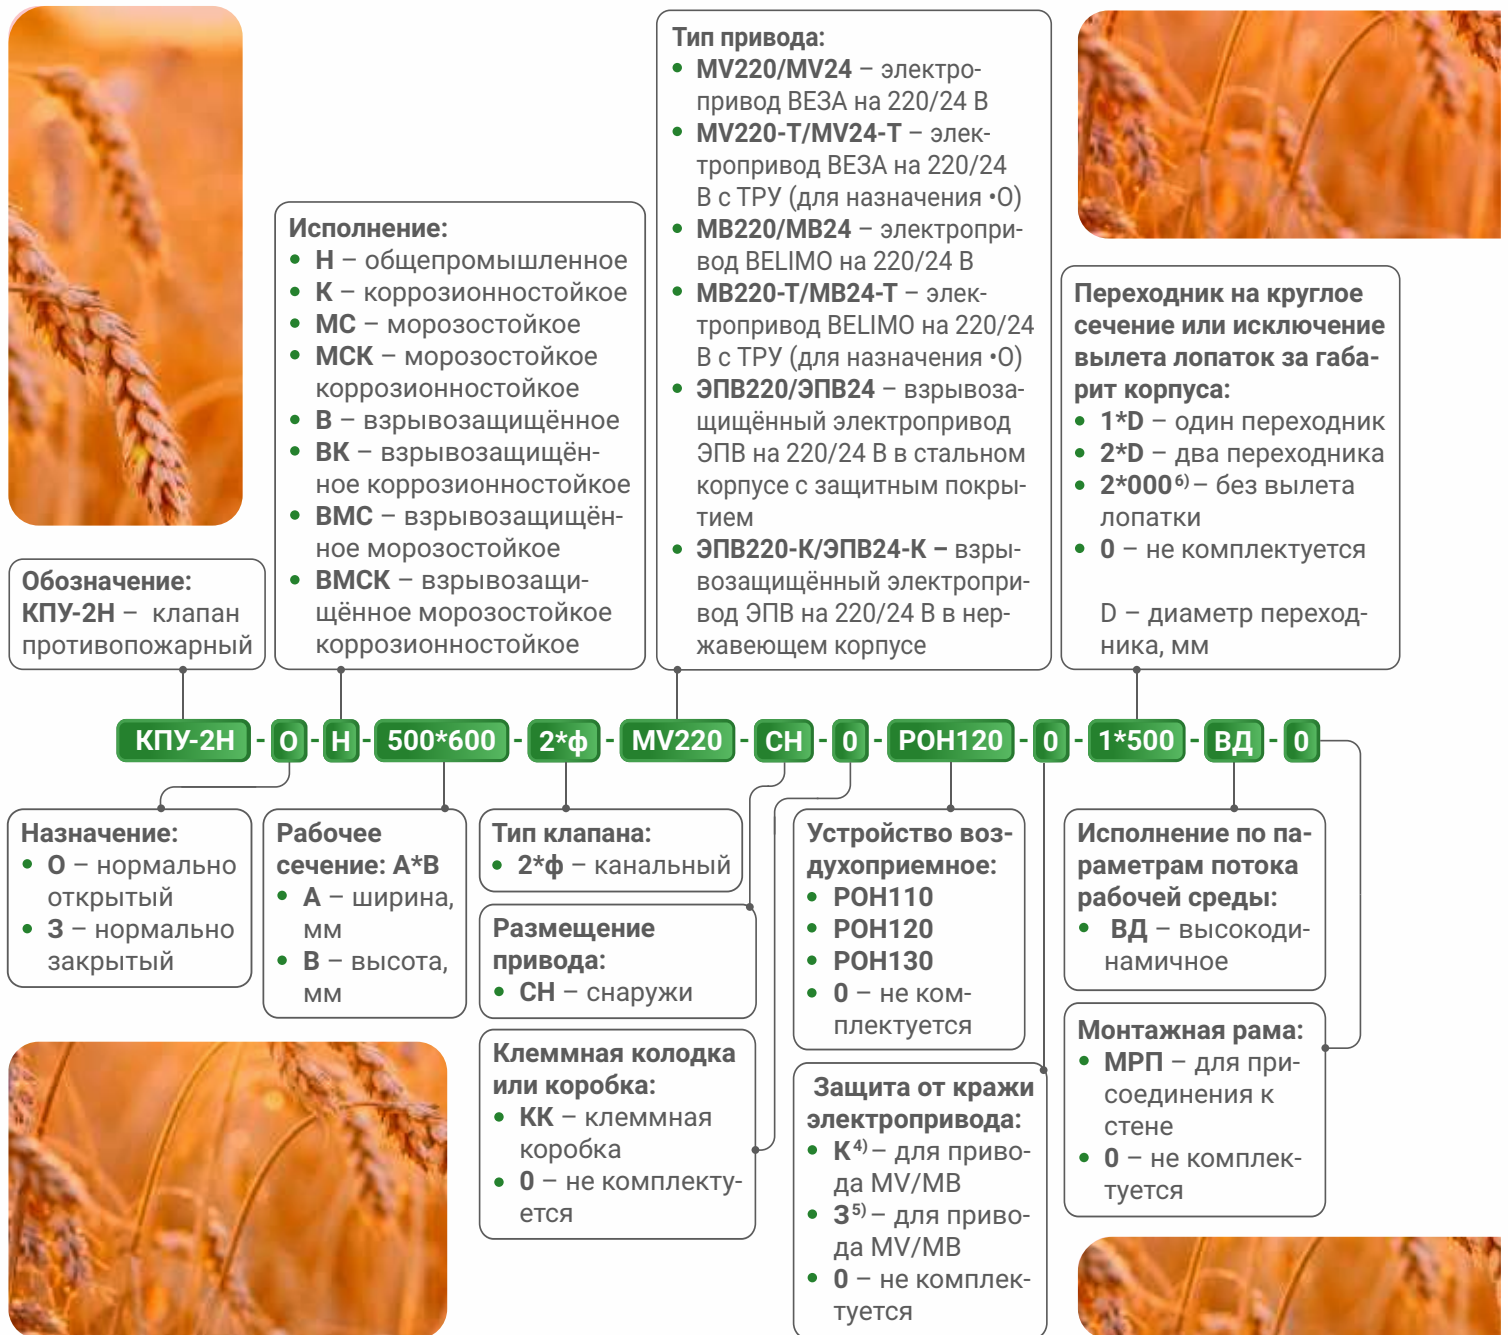 Тип привода:
• MV220/MV24 – электро-
привод ВЕЗА на 220/24 В
• MV220-T/MV24-T – элек-
тропривод ВЕЗА на 220/24
В с ТРУ (для назначения •О)
• МВ220/МВ24 – электропри-
вод BELIMO на 220/24 В
• МВ220-Т/МВ24-Т – элек-
тропривод BELIMO на 220/24
В с ТРУ (для назначения •О)
• ЭПВ220/ЭПВ24 – взрывоза-
щищённый электропривод
ЭПВ на 220/24 В в стальном
корпусе с защитным покры-
тием
• ЭПВ220-К/ЭПВ24-К – взры-
возащищённый электропри-
вод ЭПВ на 220/24 В в нер-
жавеющем корпусе
Исполнение:
• Н – общепромышленное
• К – коррозионностойкое
• МС – морозостойкое
• МСК – морозостойкое
коррозионностойкое
• В – взрывозащищённое
• ВК – взрывозащищён-
ное коррозионностойкое
• ВМС – взрывозащищён-
ное морозостойкое
• ВМСК – взрывозащи-
щённое морозостойкое
коррозионностойкое
Переходник на круглое
сечение или исключение
вылета лопаток за габа-
рит корпуса:
• 1*D – один переходник
• 2*D – два переходника
• 2*000⁶⁾ – без вылета
лопатки
• 0 – не комплектуется
D – диаметр переход-
ника, мм
Обозначение:
КПУ-2Н – клапан
противопожарный
КПУ-2Н - О - Н - 500*600 - 2*ф - MV220 - СН - 0 - РОН120 - 0 - 1*500 - ВД - 0
Назначение:
• О – нормально
открытый
• З – нормально
закрытый
Рабочее
сечение: А*В
• А – ширина,
мм
• В – высота,
мм
Тип клапана:
• 2*ф – канальный
Размещение
привода:
• СН – снаружи
Клеммная колодка
или коробка:
• КК – клеммная
коробка
• 0 – не комплекту-
ется
Устройство воз-
духоприемное:
• РОН110
• РОН120
• РОН130
• 0 – не ком-
плектуется
Защита от кражи
электропривода:
• К⁴⁾ – для приво-
да MV/MB
• З⁵⁾ – для приво-
да MV/MB
• 0 – не комплек-
туется
Исполнение по па-
раметрам потока
рабочей среды:
• ВД – высокоди-
намичное
Монтажная рама:
• МРП – для при-
соединения к
стене
• 0 – не комплек-
туется